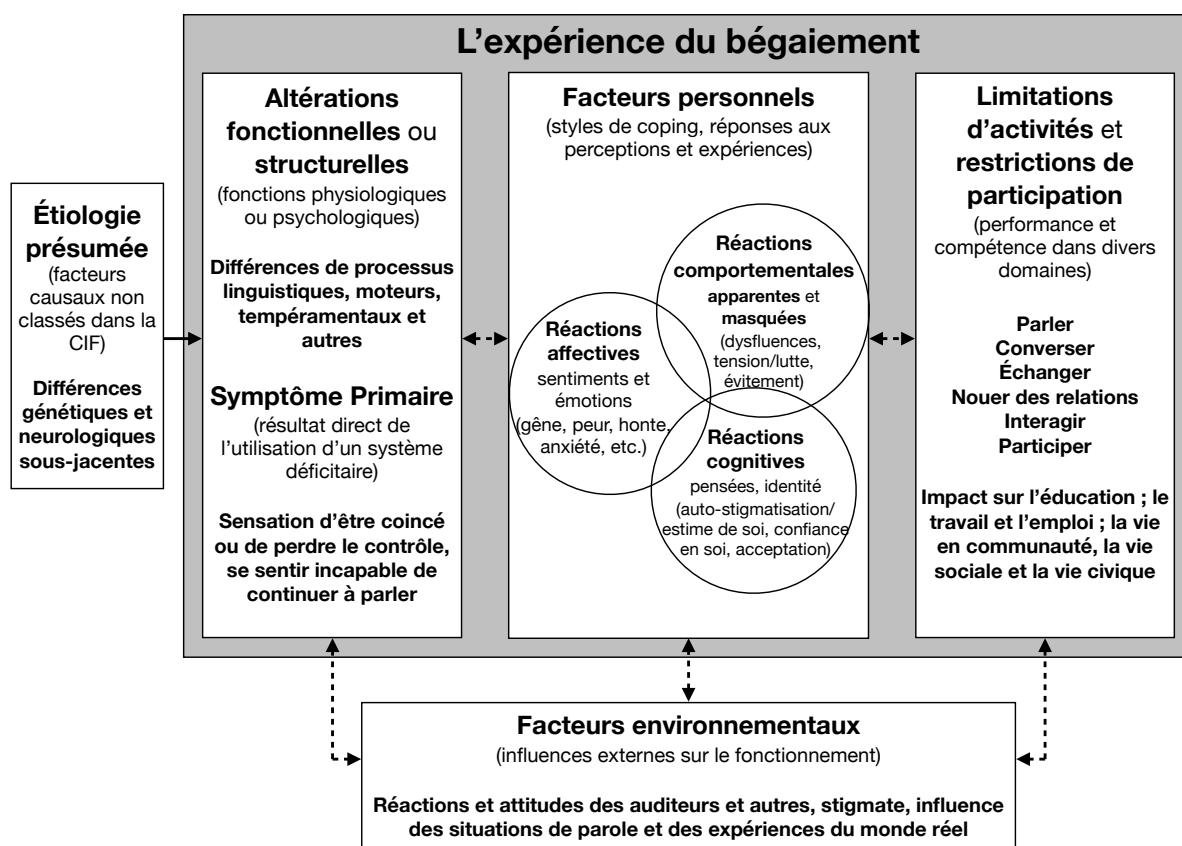 L'expérience du bégaiement
Étiologie
présumée
(facteurs
causaux non
classés dans la
CIF)
Différences
génétiques et
neurologiques
sous-jacentes
Altérations
fonctionnelles ou
structurelles
(fonctions physiologiques
ou psychologiques)
Différences de processus
linguistiques, moteurs,
tempéramentaux et
autres
Symptôme Primaire
(résultat direct de
l'utilisation d'un système
déficitaire)
Sensation d'être coincé
ou de perdre le contrôle,
se sentir incapable de
continuer à parler
Facteurs personnels
(styles de coping, réponses aux
perceptions et expériences)
Réactions
comportementales
apparentes et
masquées
(dysfluences,
tension/lutte,
évitement)
Réactions
affectives
sentiments et
émotions
(gêne, peur, honte,
anxiété, etc.)
Réactions
cognitives
pensées, identité
(auto-stigmatisation/
estime de soi, confiance
en soi, acceptation)
Limitations
d'activités et
restrictions de
participation
(performance et
compétence dans divers
domaines)
Parler
Converser
Échanger
Nouer des relations
Interagir
Participer
Impact sur l'éducation ; le
travail et l'emploi ; la vie
en communauté, la vie
sociale et la vie civique
Facteurs environnementaux
(influences externes sur le fonctionnement)
Réactions et attitudes des auditeurs et autres, stigmate, influence
des situations de parole et des expériences du monde réel